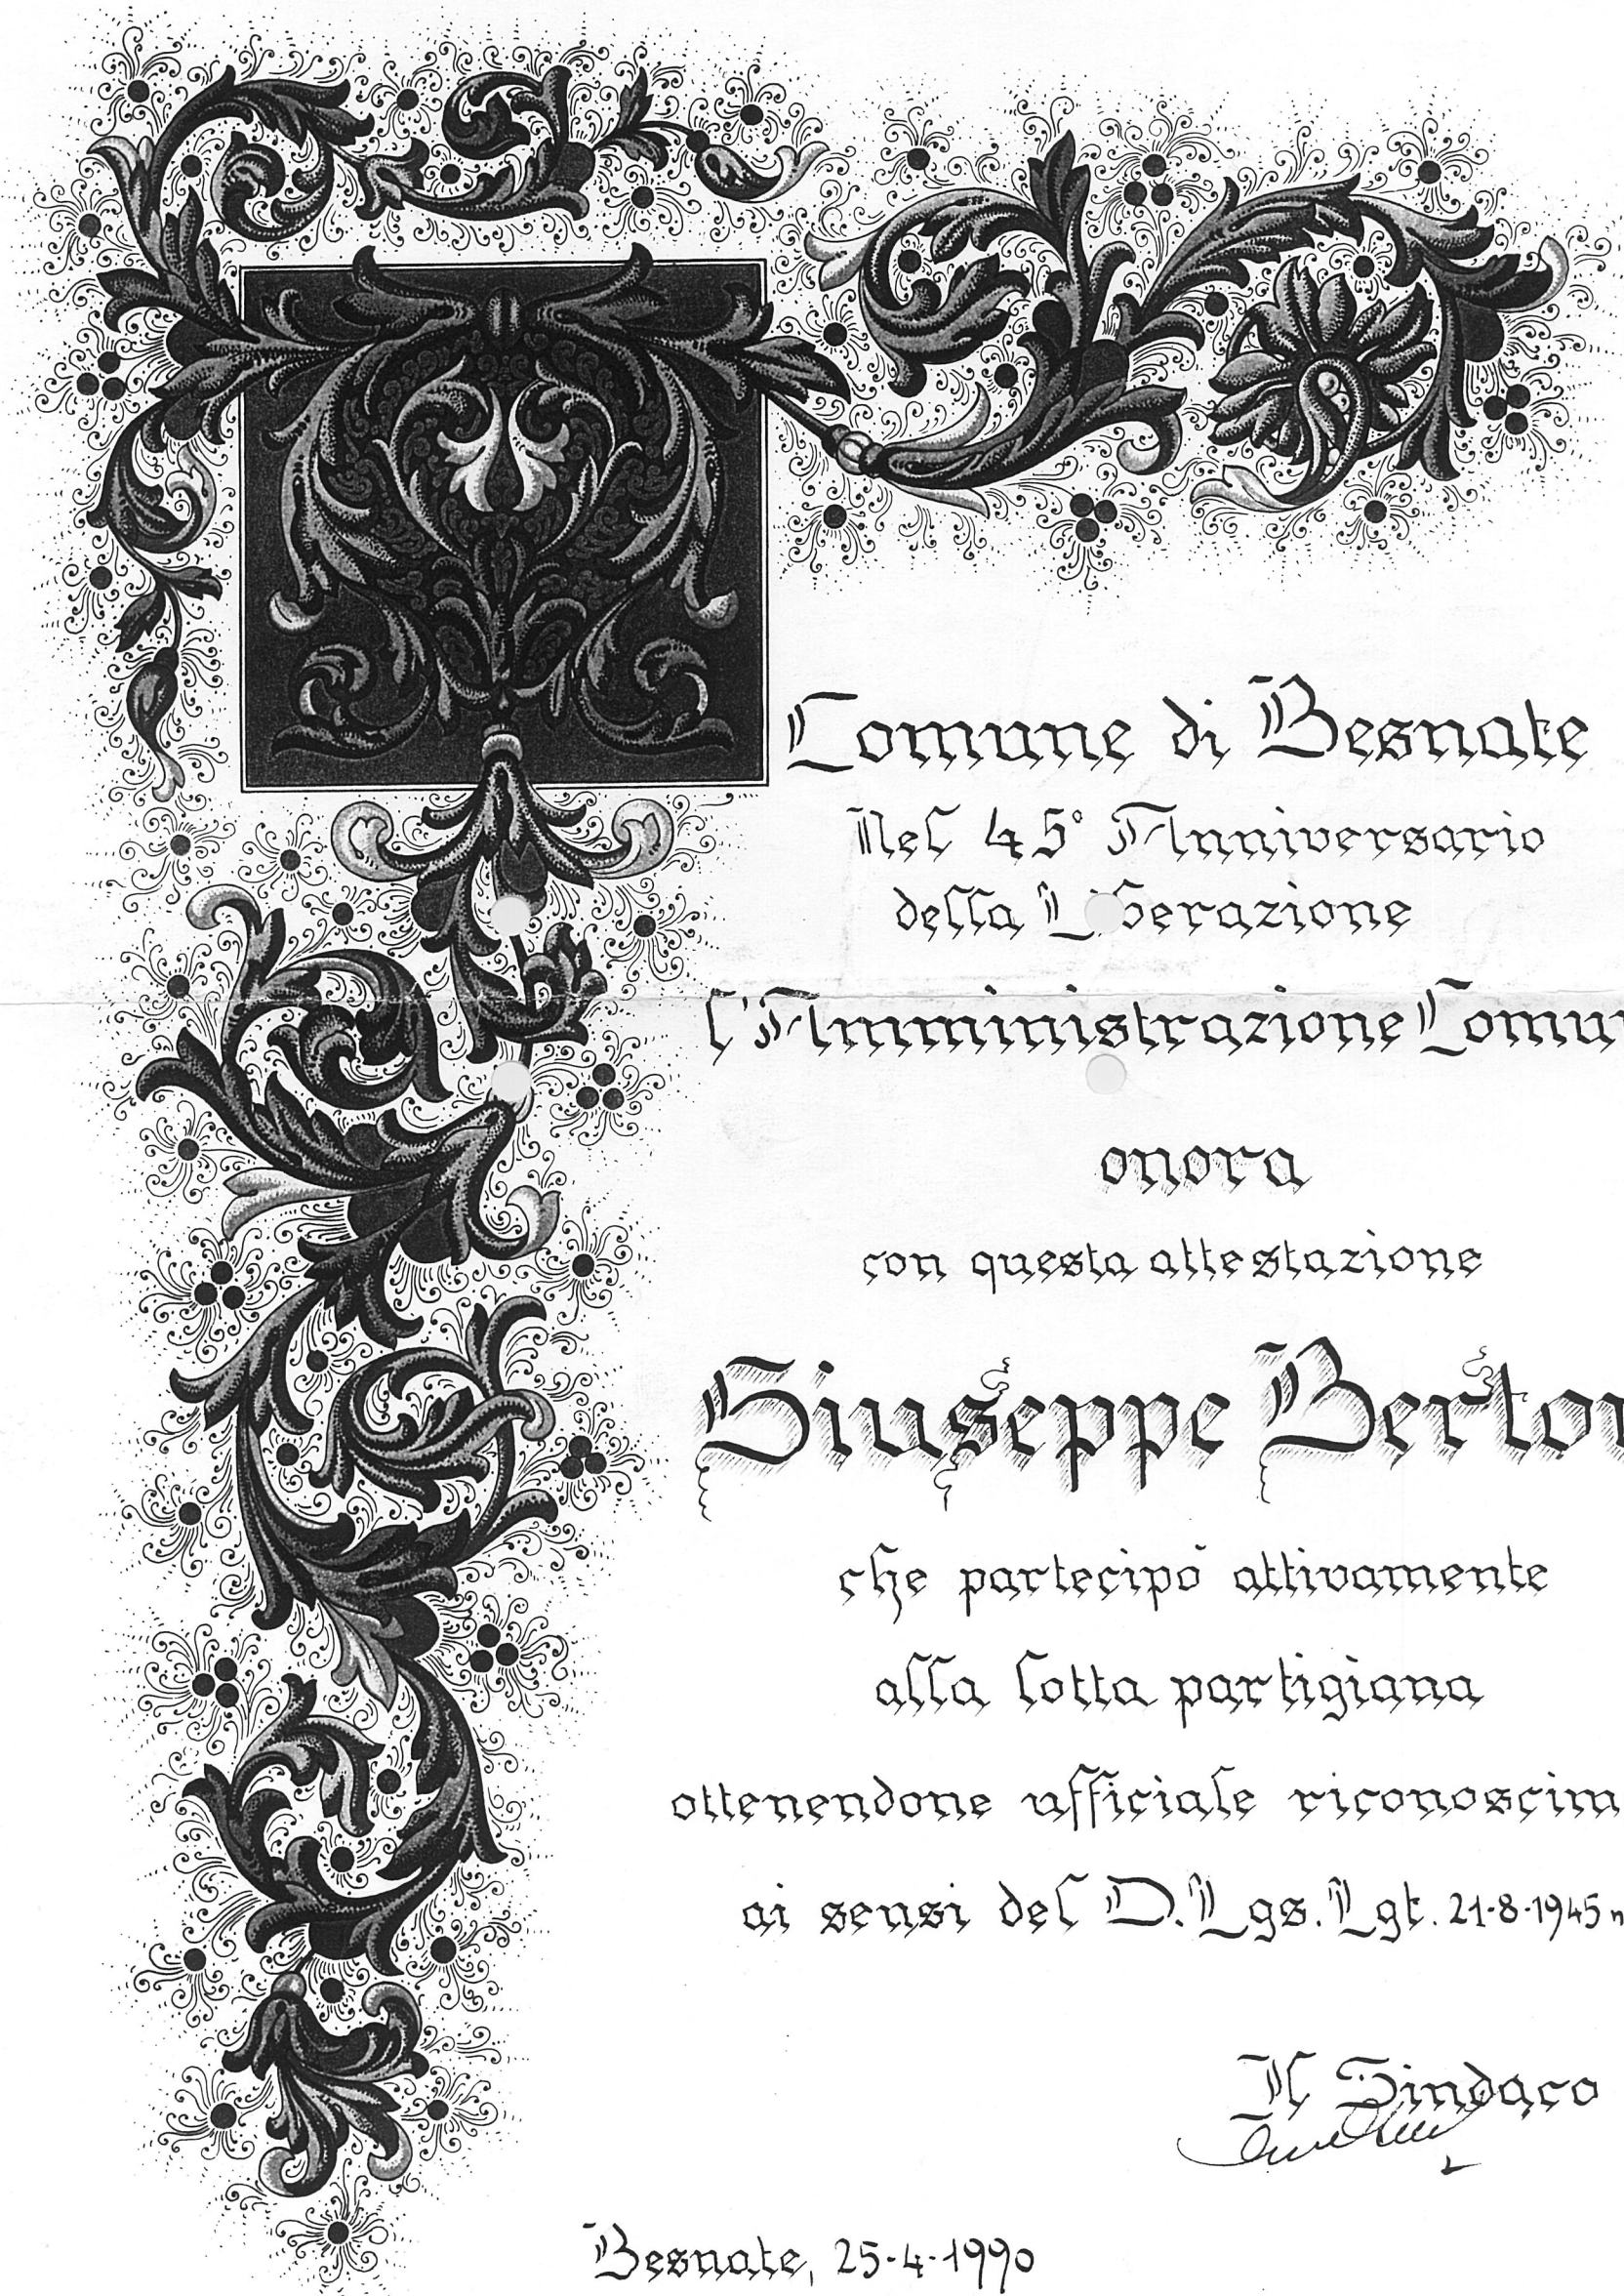 Comune di Besnate
Nel 45° Anniversario
della Liberazione
l'Amministrazione Comu
onora
con questa attestazione
Giuseppe Berton
che partecipò attivamente
alla lotta partigiana
ottenendone ufficiale riconoscim
ai sensi del D. Lgs. Lgt. 21-8-1945 n
Il Sindaco
Besnate, 25-4-1990